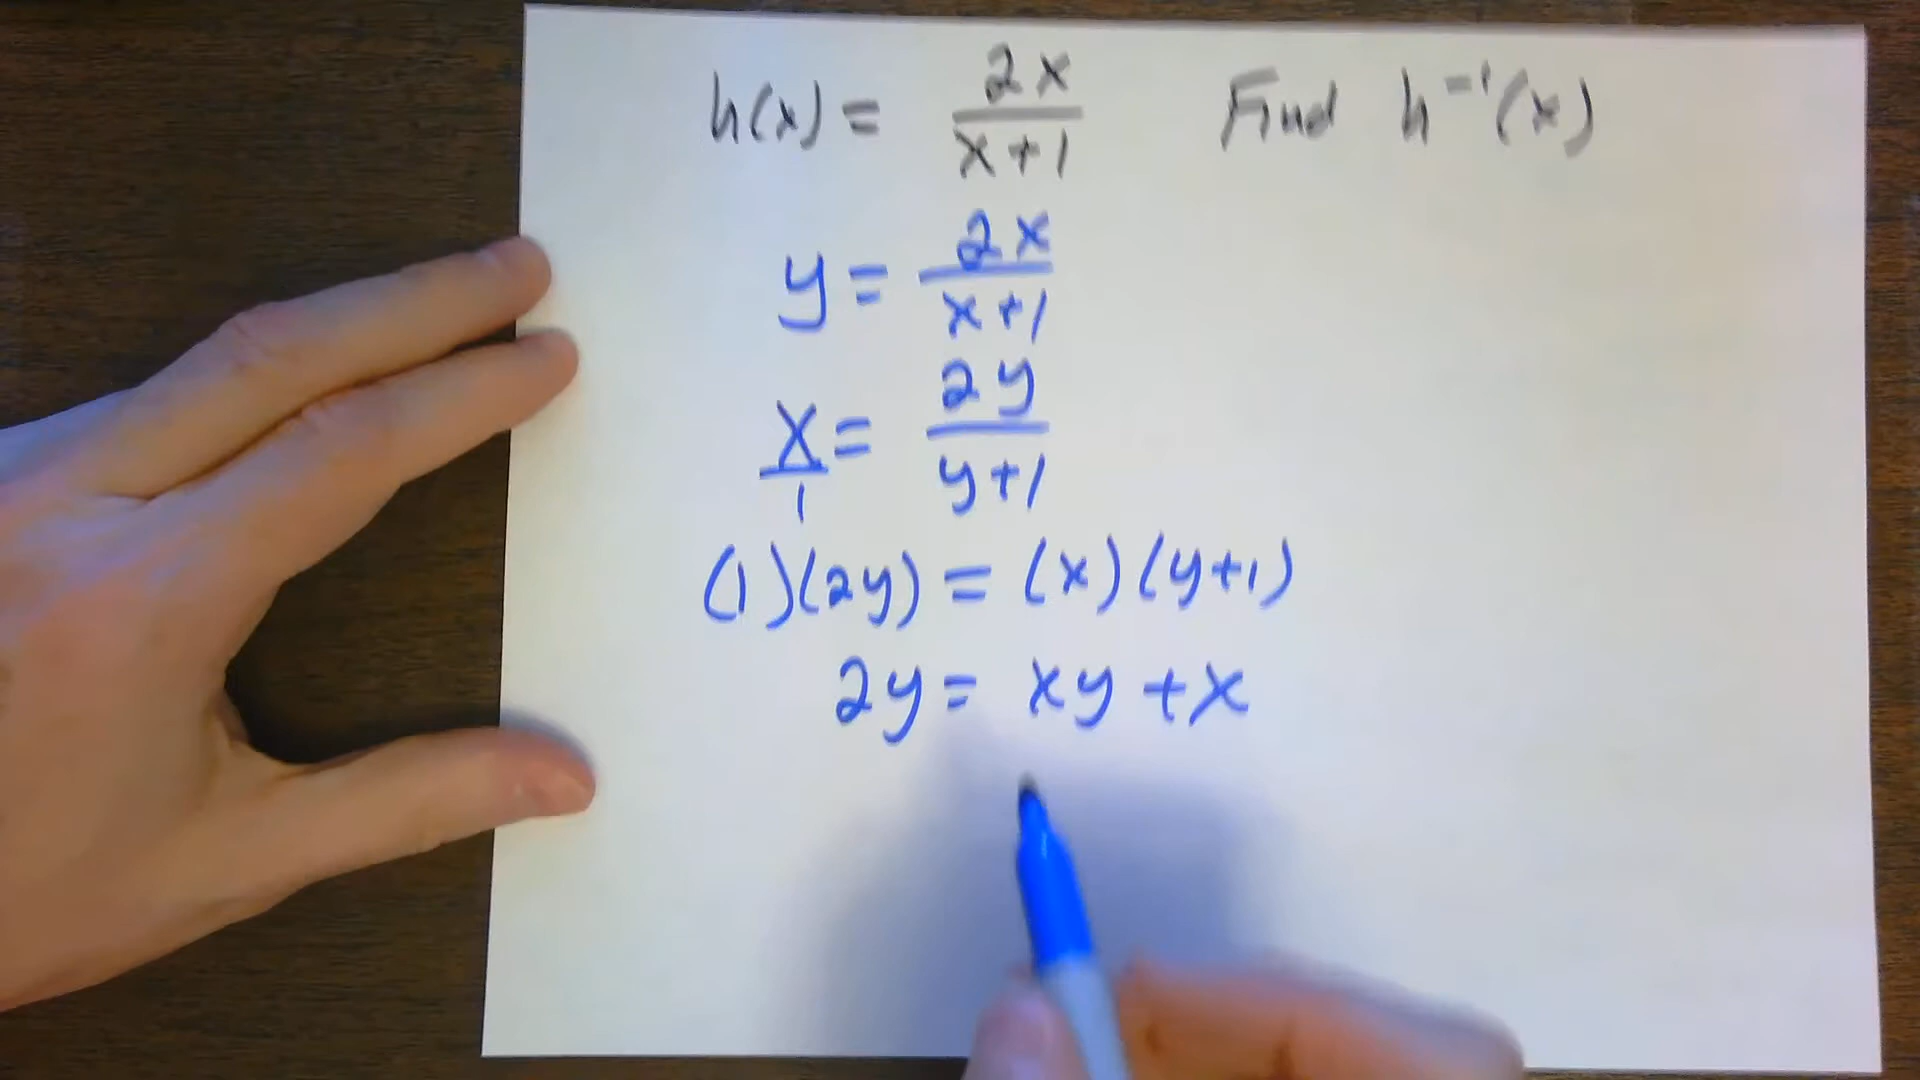 h(x) = 2x/x+1 Find h⁻¹(x)
y = 2x/x+1
x/1 = 2y/y+1
(1)(2y) = (x)(y+1)
2y = xy + x